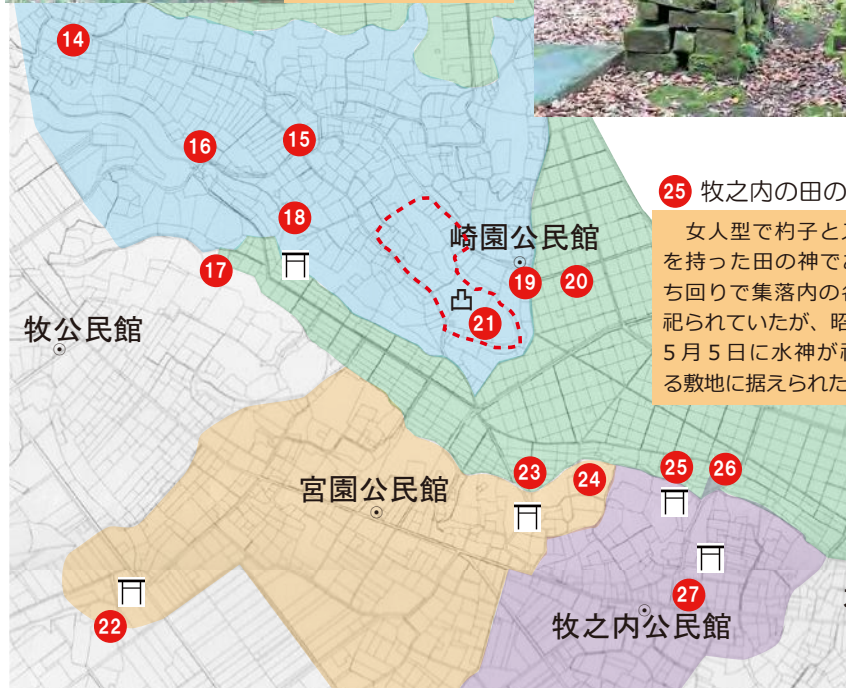 14
16
15
18
17
崎園公民館
19
20
21
牧公民館
25 牧之内の田の
女人型で杓子と
を持った田の神で
ち回りで集落内の
祀られていたが、昭
5月5日に水神が
る敷地に据えられた
23
24
25
26
宮園公民館
22
27
牧之内公民館